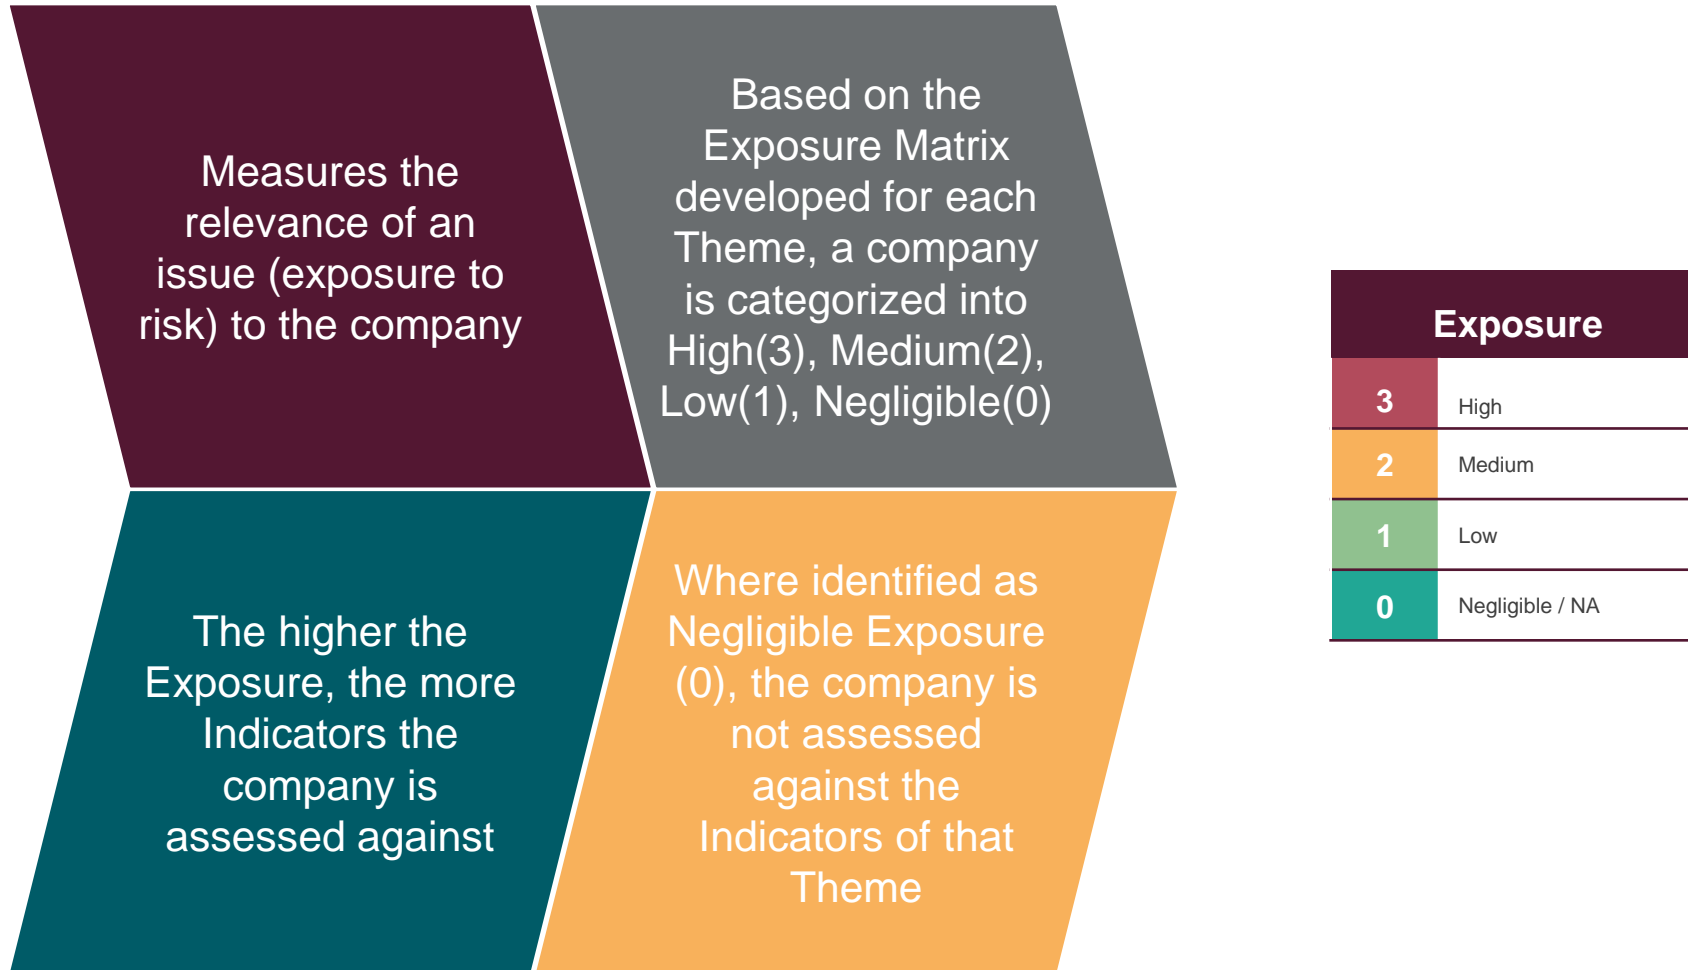 Measures the
relevance of an
issue (exposure to
risk) to the company
Based on the
Exposure Matrix
developed for each
Theme, a company
is categorized into
High(3), Medium(2),
Low(1), Negligible(0)
The higher the
Exposure, the more
Indicators the
company is
assessed against
Where identified as
Negligible Exposure
(0), the company is
not assessed
against the
Indicators of that
Theme
Exposure
3 High
2 Medium
1 Low
0 Negligible / NA